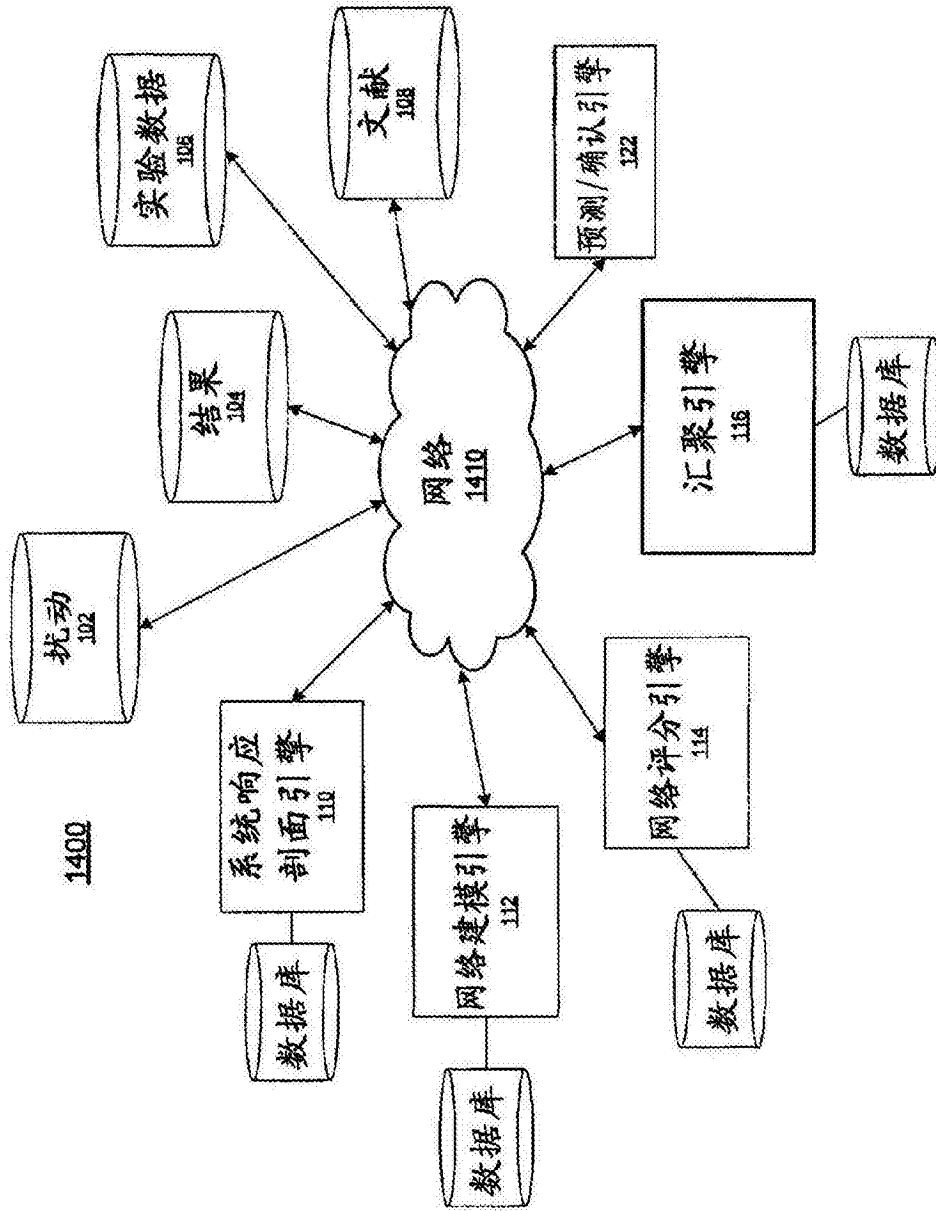 1400
扰动
102
结果
104
实验数据
106
文献
108
系统响应
剖面引擎
110
数据库
网络
1410
网络建模引擎
112
数据库
预测/确认引擎
122
网络评分引擎
114
数据库
汇聚引擎
116
数据库